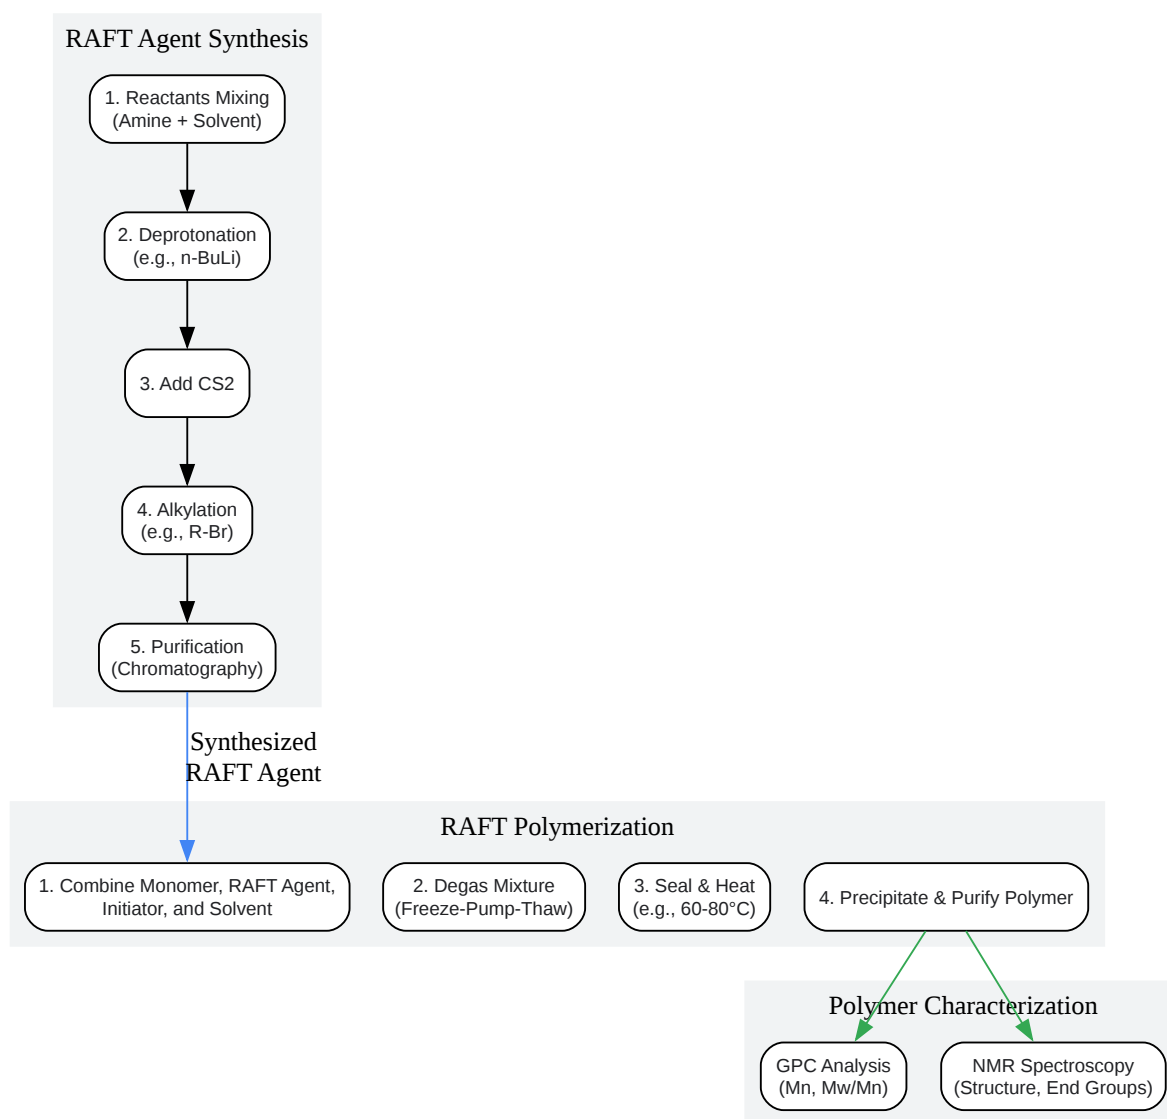 RAFT Agent Synthesis
1. Reactants Mixing
(Amine + Solvent)
2. Deprotonation
(e.g., n-BuLi)
3. Add CS2
4. Alkylation
(e.g., R-Br)
5. Purification
(Chromatography)
Synthesized
RAFT Agent
RAFT Polymerization
1. Combine Monomer, RAFT Agent,
Initiator, and Solvent
2. Degas Mixture
(Freeze-Pump-Thaw)
3. Seal & Heat
(e.g., 60-80°C)
4. Precipitate & Purify Polymer
Polymer Characterization
GPC Analysis
(Mn, Mw/Mn)
NMR Spectroscopy
(Structure, End Groups)